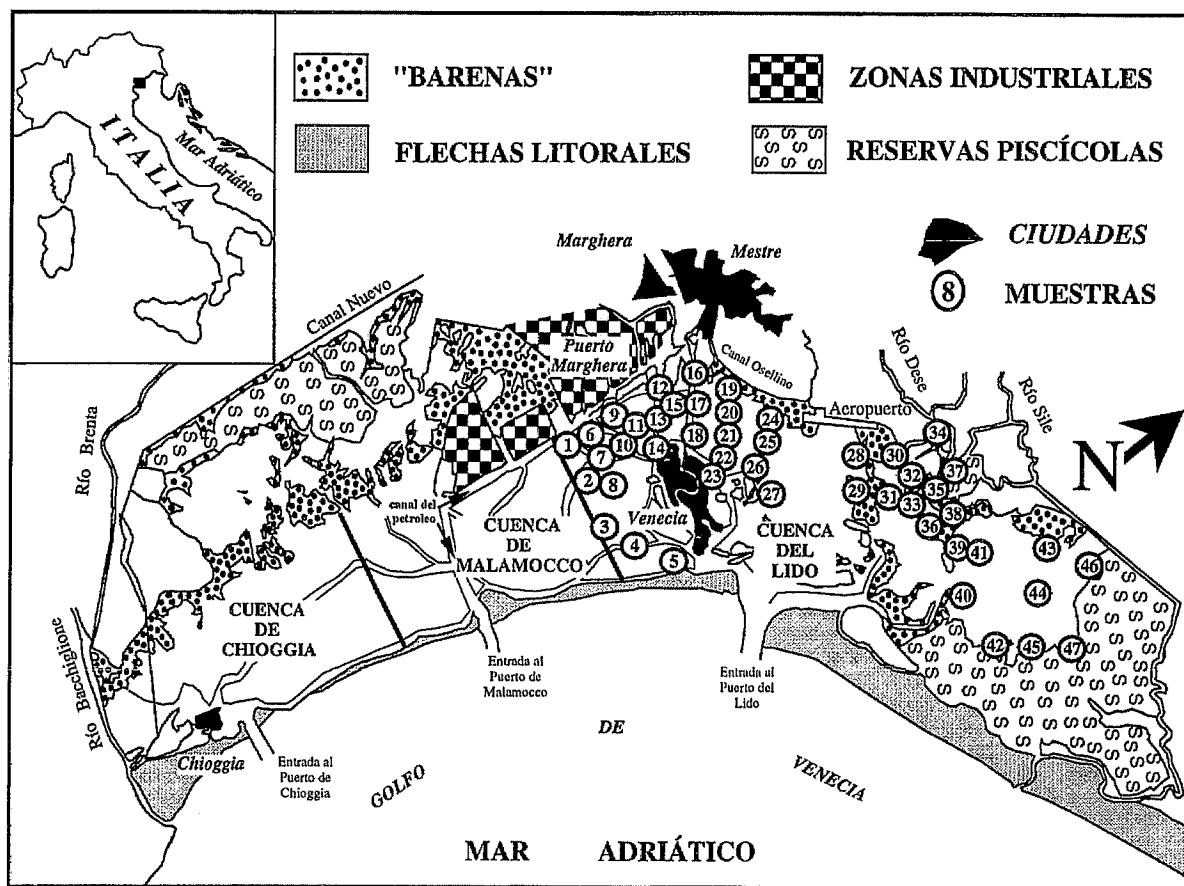 ITALIA
Mar Adriático
"BARENAS"
ZONAS INDUSTRIALES
FLECHAS LITORALES
RESERVAS PISCÍCOLAS
CIUDADES
8 MUESTRAS
Marghera
Mestre
Canal Nuevo
Puerto
Marghera
Canal Osellino
Río Dese
Río Sile
Aeropuerto
Río Brenta
N
canal del
petroleo
Venecia
CUENCA
DE
MALAMOCCO
CUENCA
DEL
LIDO
CUENCA
DE
CHIOGGIA
Río Bacchiglione
Chioggia
Entrada al
Puerto de
Chioggia
Entrada al
Puerto de
Malamocco
Entrada al
Puerto del
Lido
GOLFO
DE
VENECIA
MAR ADRIÁTICO
1
2
3
4
5
6
7
8
9
10
11
12
13
14
15
16
17
18
19
20
21
22
23
24
25
26
27
28
29
30
31
32
33
34
35
36
37
38
39
40
41
42
43
44
45
46
47